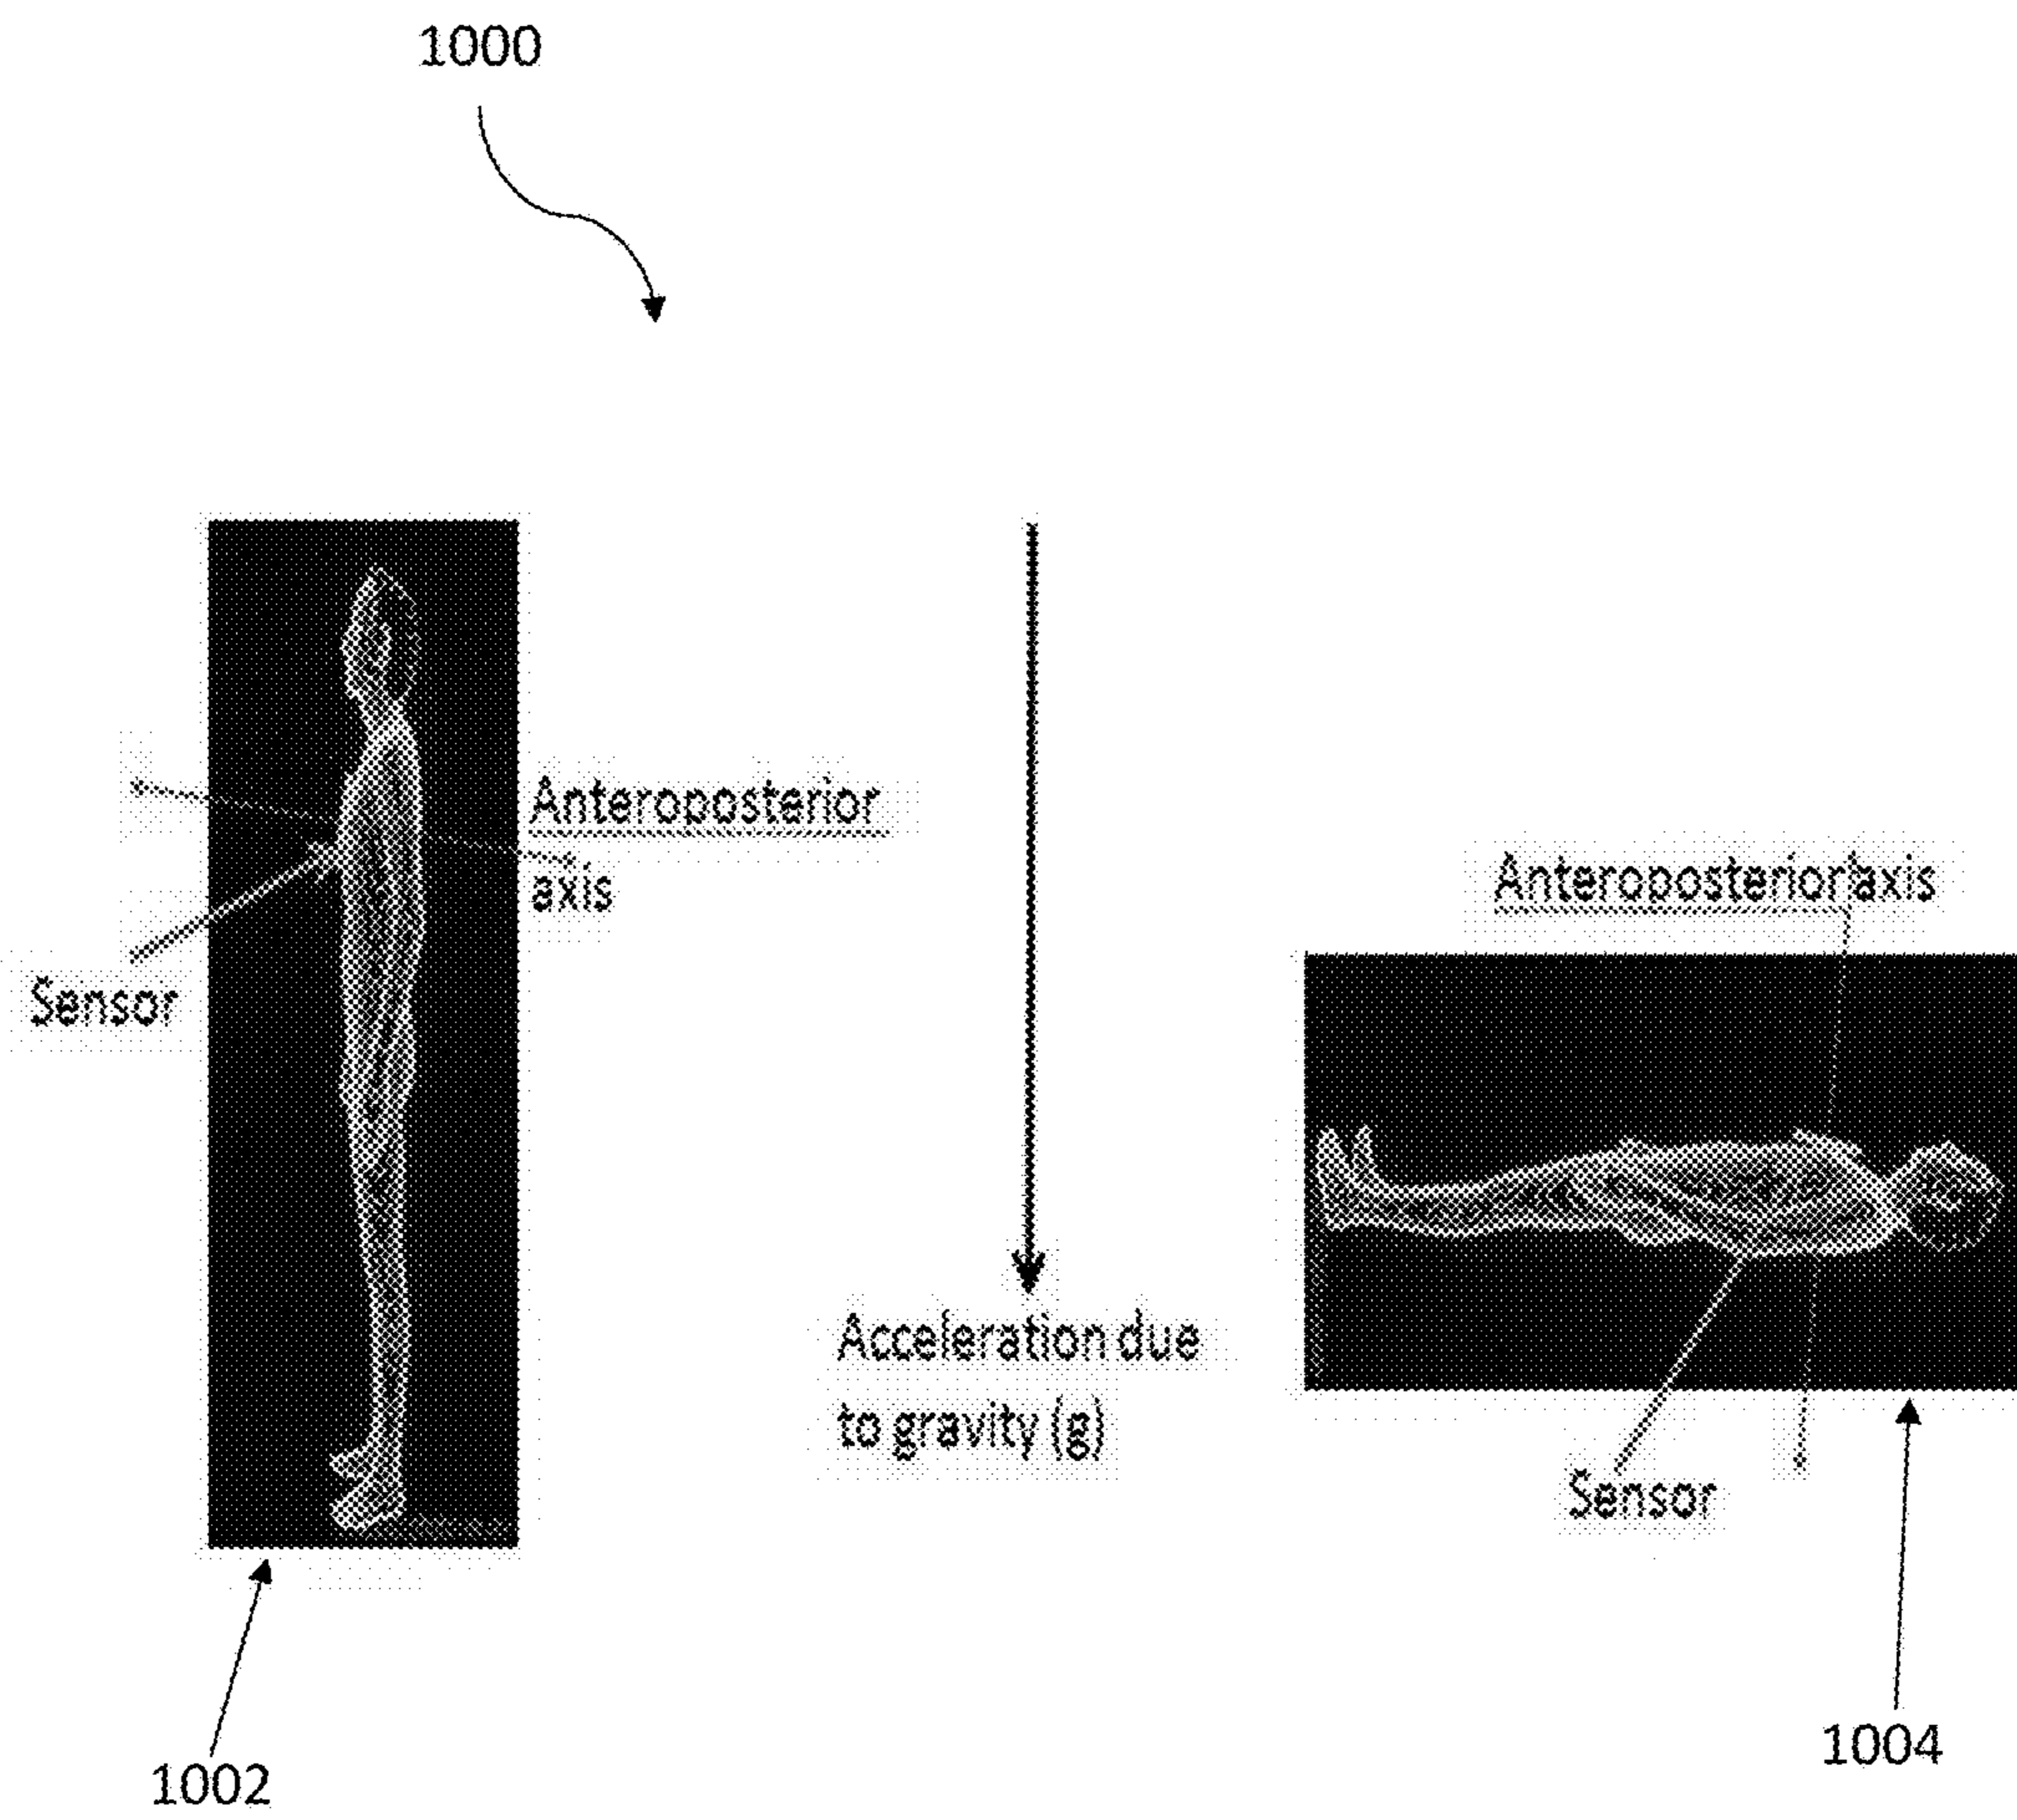 1000
Anteroposterior
axis
Sensor
Acceleration due
to gravity (g)
Anteroposterior axis
Sensor
1002
1004